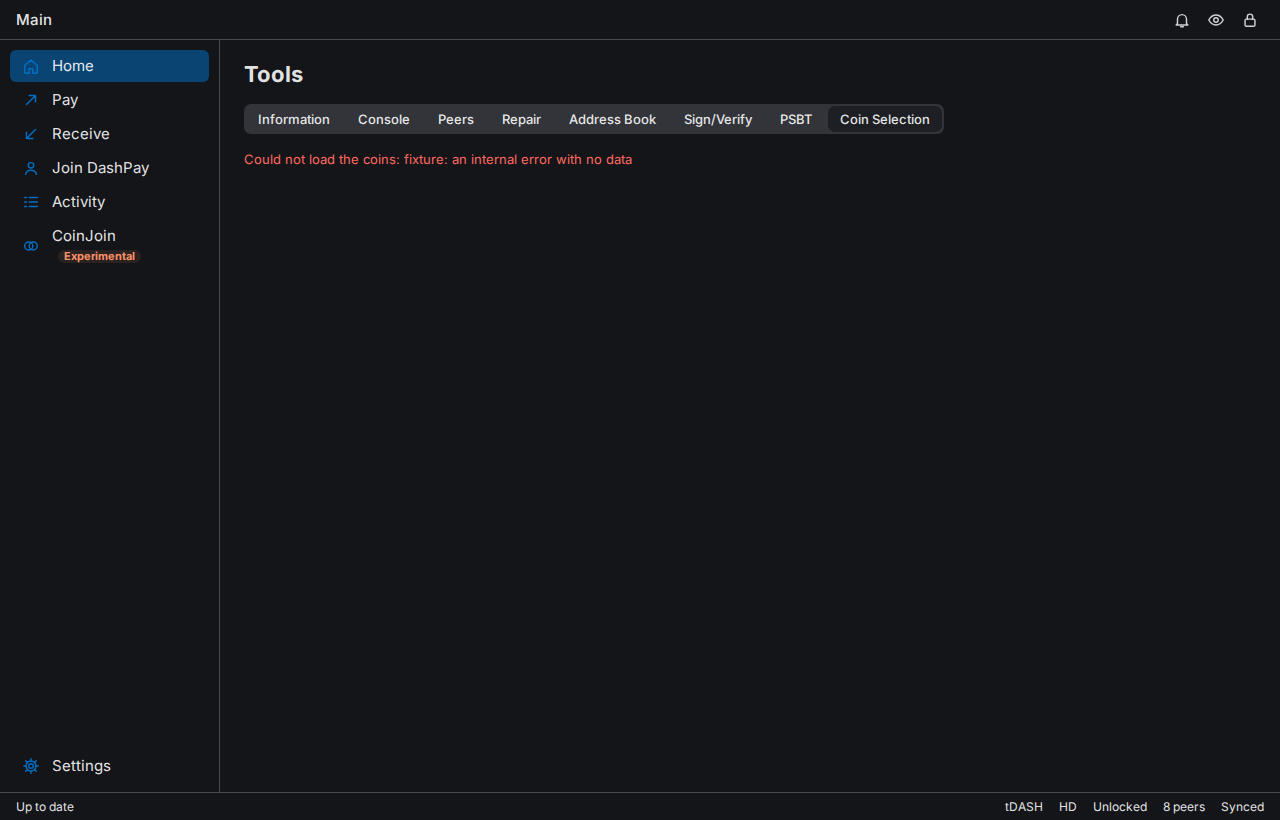 Main
Home
Pay
Receive
Join DashPay
Activity
CoinJoin
Experimental
Settings
Tools
Information Console Peers Repair Address Book Sign/Verify PSBT Coin Selection
Could not load the coins: fixture: an internal error with no data
Up to date
tDASH HD Unlocked 8 peers Synced